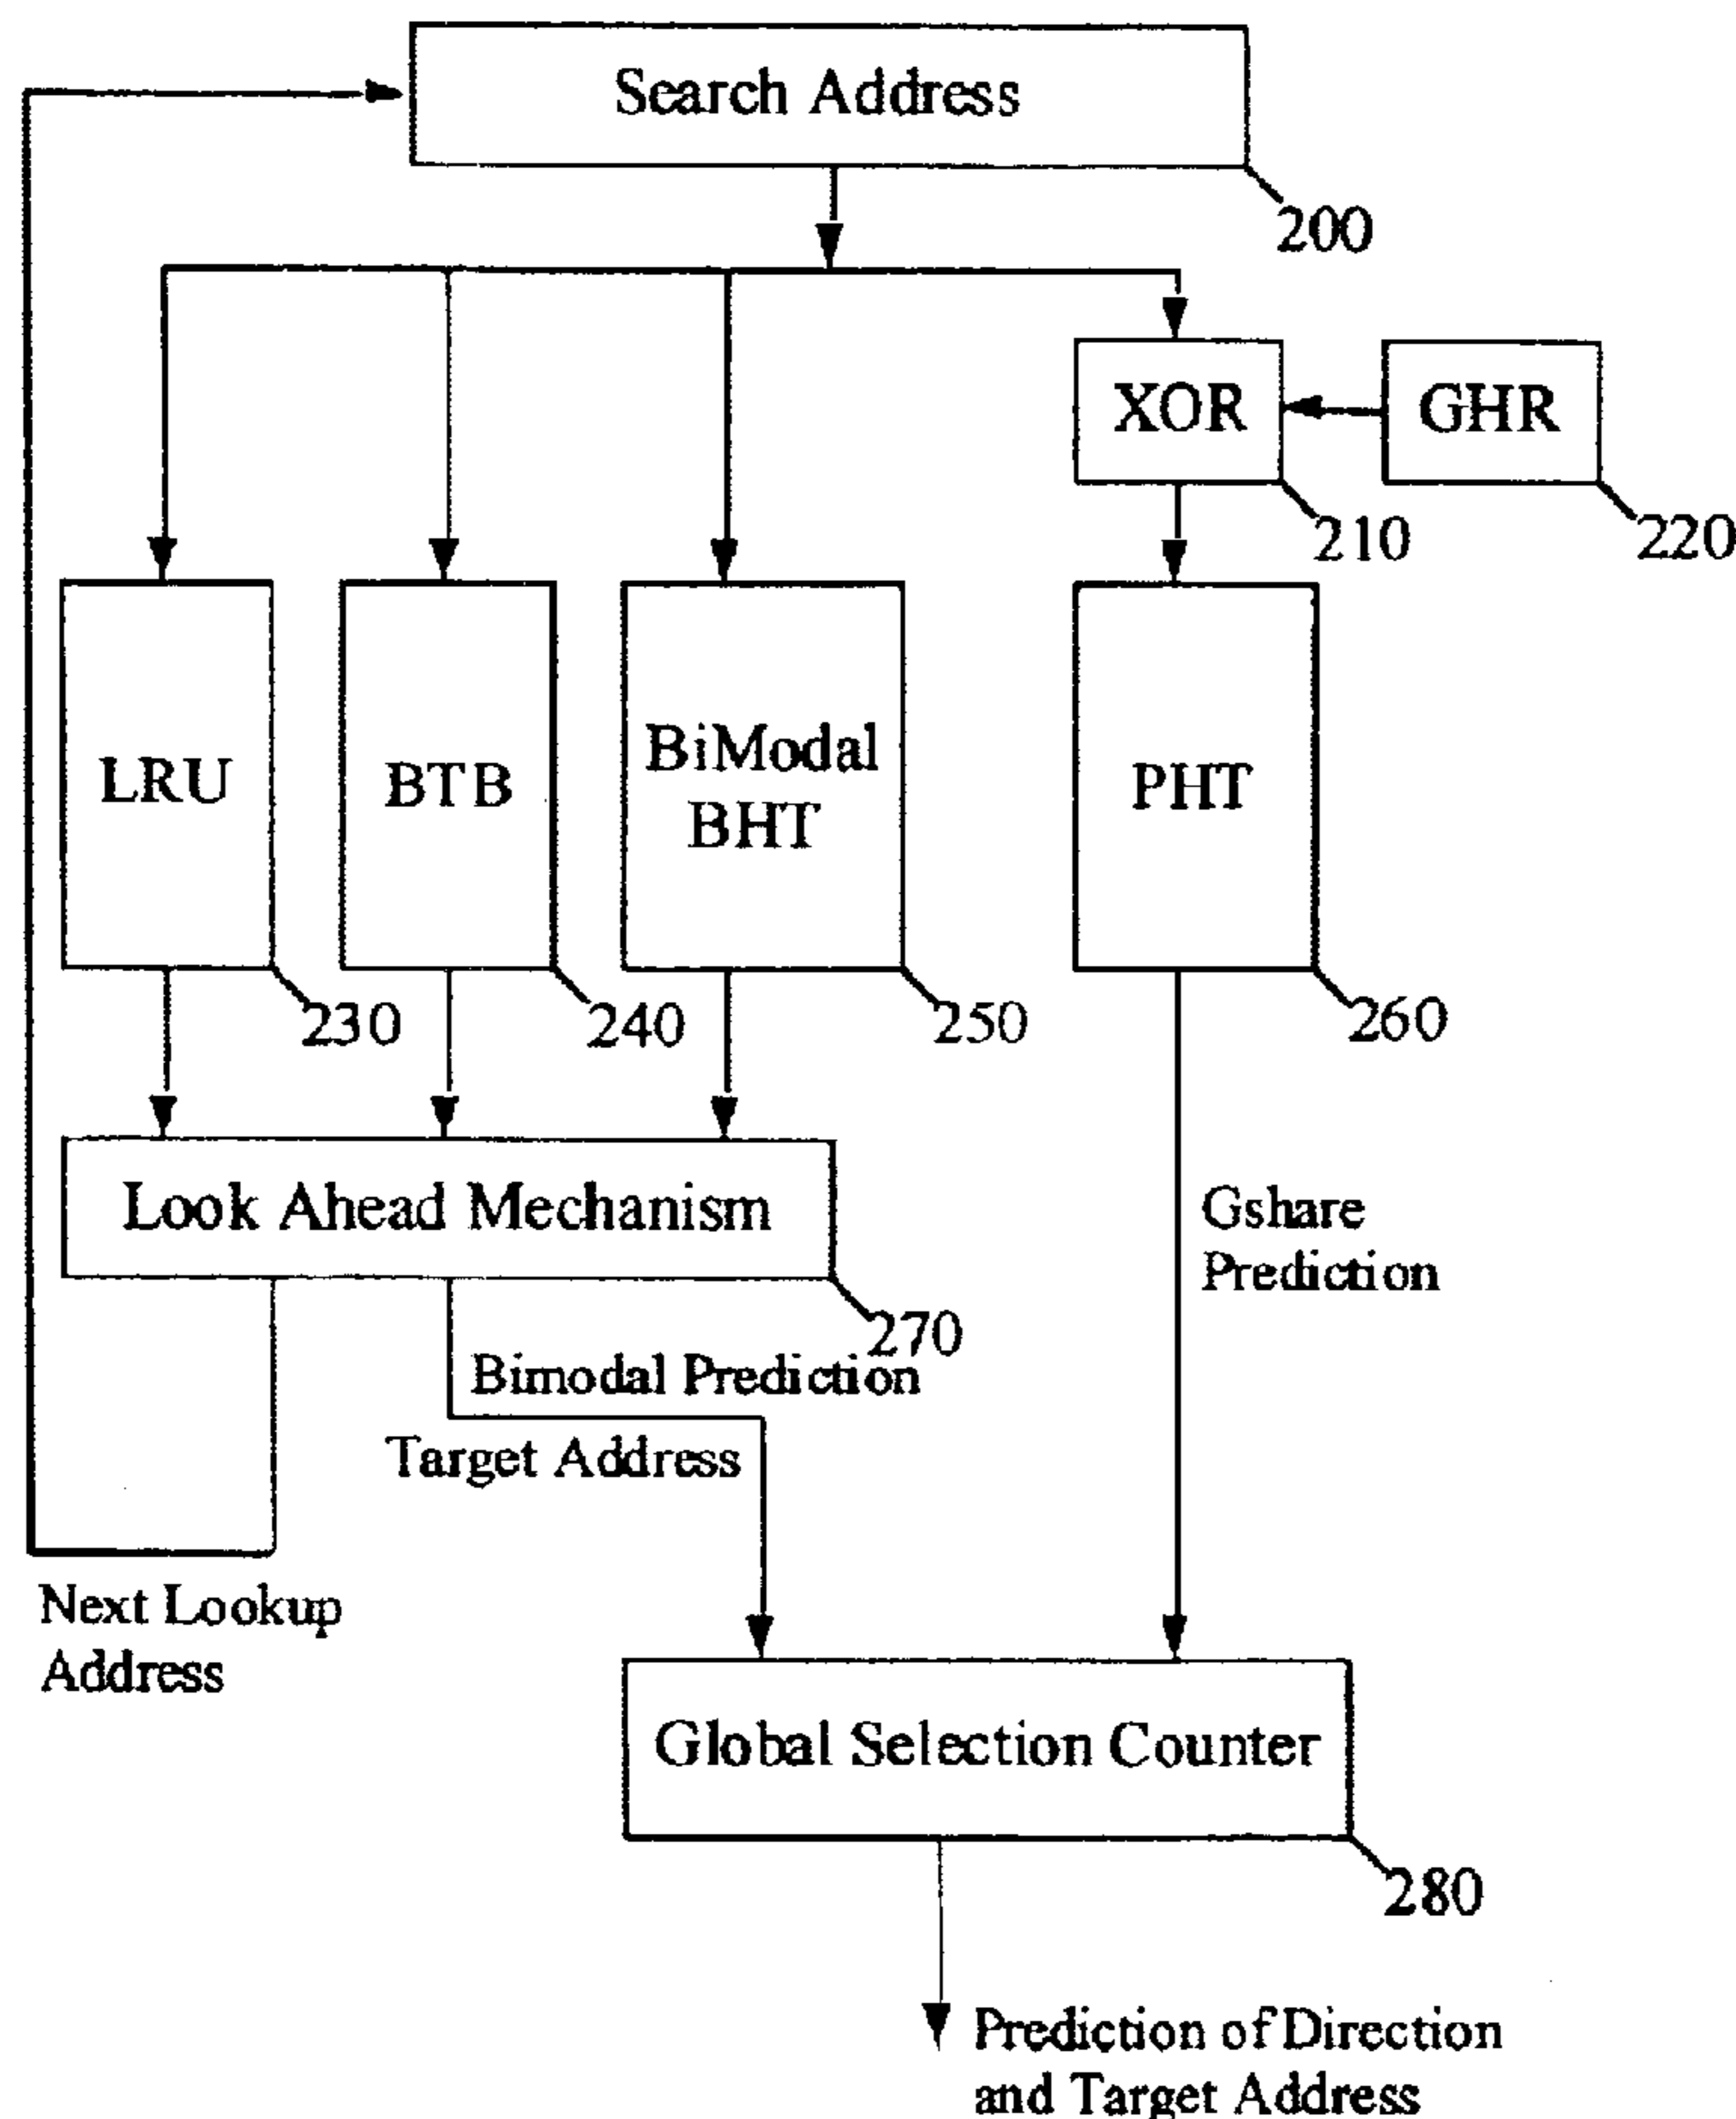 Search Address
200
XOR
GHR
210
220
LRU
BTB
BiModal
BHT
PHT
230
240
250
260
Look Ahead Mechanism
Gshare
Prediction
270
Bimodal Prediction
Target Address
Next Lookup
Address
Global Selection Counter
280
Prediction of Direction
and Target Address